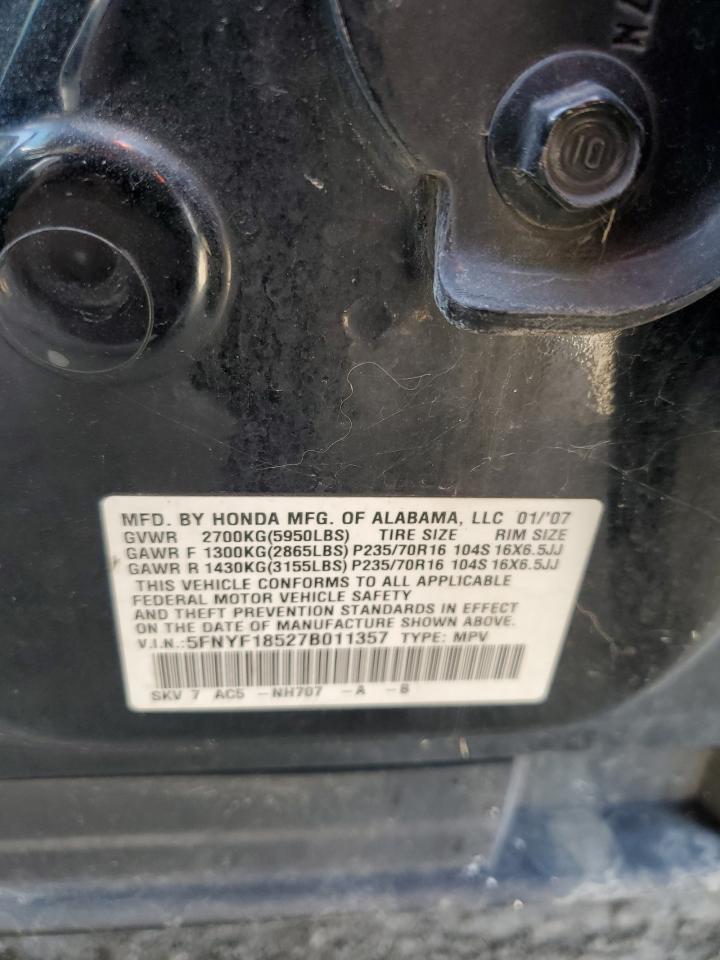 7N
10
MFD. BY HONDA MFG. OF ALABAMA, LLC 01/'07
GVWR 2700KG(5950LBS) TIRE SIZE RIM SIZE
GAWR F 1300KG(2865LBS) P235/70R16 104S 16X6.5JJ
GAWR R 1430KG(3155LBS) P235/70R16 104S 16X6.5JJ
THIS VEHICLE CONFORMS TO ALL APPLICABLE
FEDERAL MOTOR VEHICLE SAFETY
AND THEFT PREVENTION STANDARDS IN EFFECT
ON THE DATE OF MANUFACTURE SHOWN ABOVE.
V.I.N.:5FNYF18527B011357 TYPE: MPV
SKV 7 AC5 -NH707 -A -B